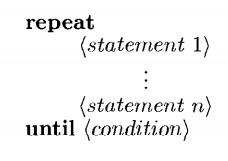 repeat
⟨statement 1⟩
⋮
⟨statement n⟩
until ⟨condition⟩